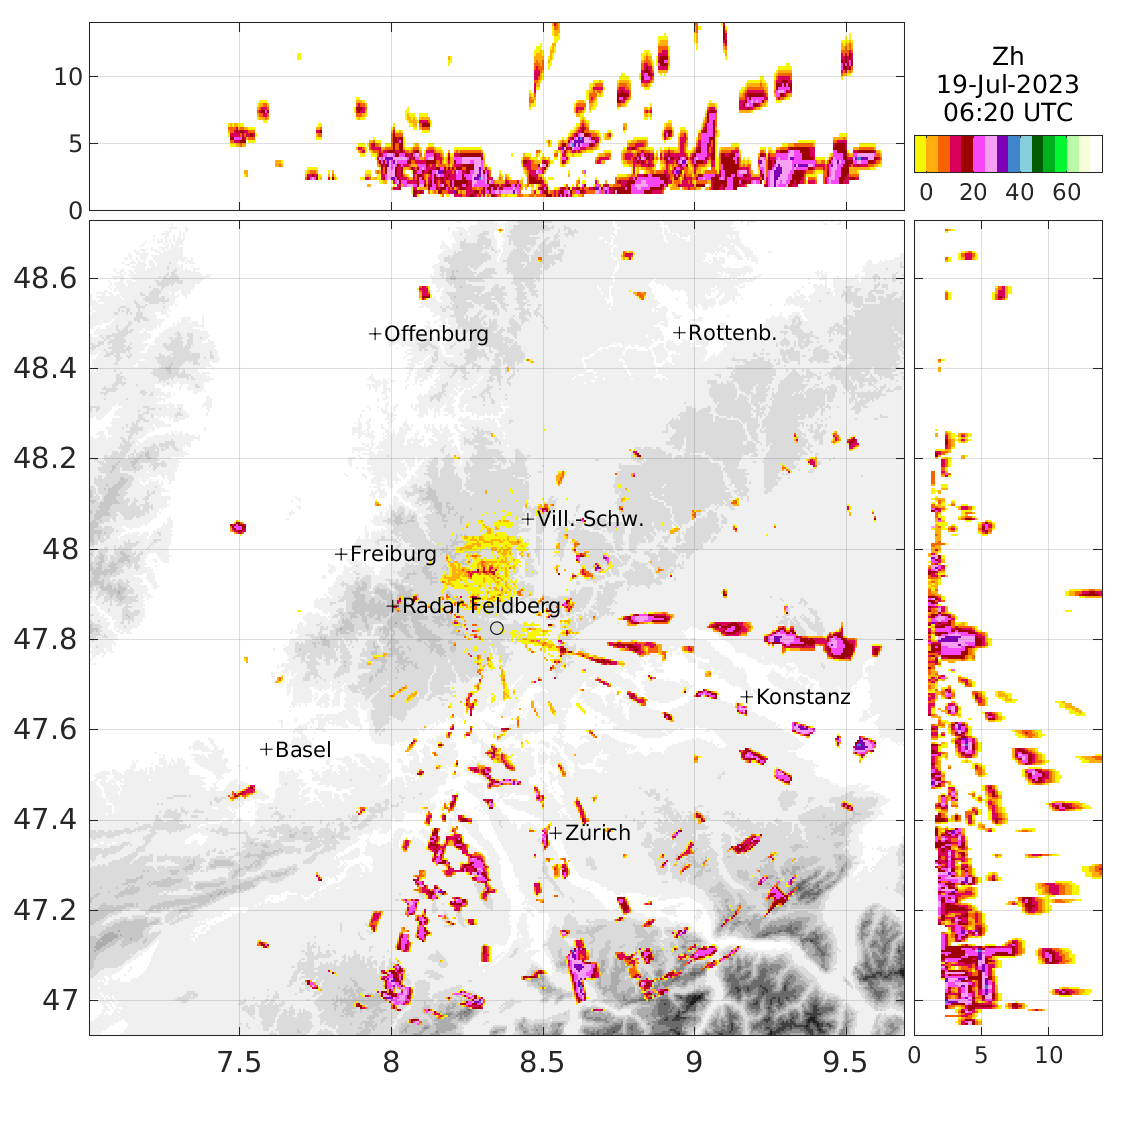 10
5
0
Zh
19-Jul-2023
06:20 UTC
0 20 40 60
48.6
48.4
48.2
48
47.8
47.6
47.4
47.2
47
+Offenburg
+Rottenb.
+Vill.-Schw.
+Freiburg
+Radar Feldberg
+Konstanz
+Basel
+Zürich
7.5 8 8.5 9 9.5
0 5 10